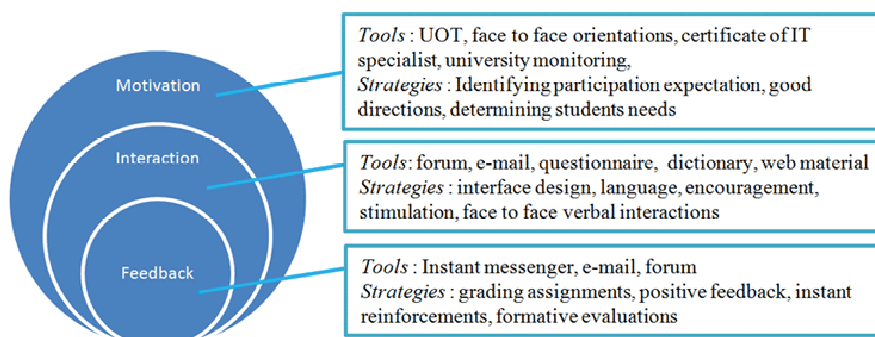 Motivation
Interaction
Feedback
Tools : UOT, face to face orientations, certificate of IT
specialist, university monitoring,
Strategies : Identifying participation expectation, good
directions, determining students needs
Tools: forum, e-mail, questionnaire, dictionary, web material
Strategies : interface design, language, encouragement,
stimulation, face to face verbal interactions
Tools : Instant messenger, e-mail, forum
Strategies : grading assignments, positive feedback, instant
reinforcements, formative evaluations